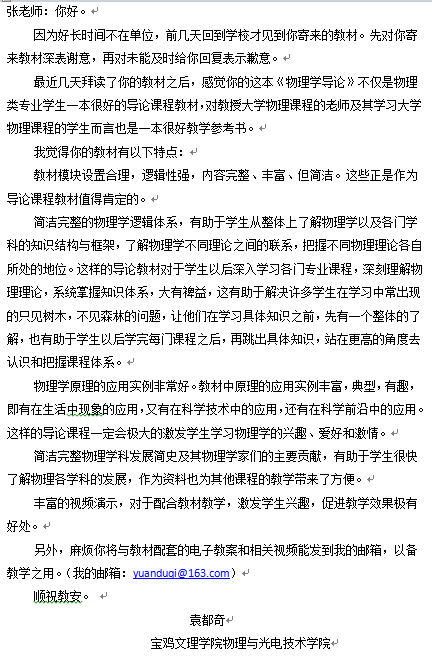 张老师：你好。
因为好长时间不在单位，前几天回到学校才见到你寄来的教材。先对你寄
来教材深表谢意，再对未能及时给你回复表示歉意。
最近几天拜读了你的教材之后，感觉你的这本《物理学导论》不仅是物理
类专业学生一本很好的导论课程教材，对教授大学物理课程的老师及其学习大学
物理课程的学生而言也是一本很好教学参考书。
我觉得你的教材有以下特点：
教材模块设置合理，逻辑性强，内容完整、丰富、但简洁。这些正是作为
导论课程教材值得肯定的。
简洁完整的物理学逻辑体系，有助于学生从整体上了解物理学以及各门学
科的知识结构与框架，了解物理学不同理论之间的联系，把握不同物理理论各自
所处的地位。这样的导论教材对于学生以后深入学习各门专业课程，深刻理解物
理理论，系统掌握知识体系，大有裨益，这有助于解决许多学生在学习中常出现
的只见树木，不见森林的问题，让他们在学习具体知识之前，先有一个整体的了
解，也有助于学生以后学完每门课程之后，再跳出具体知识，站在更高的角度去
认识和把握课程体系。
物理学原理的应用实例非常好。教材中原理的应用实例丰富，典型，有趣，
即有在生活中现象的应用，又有在科学技术中的应用，还有在科学前沿中的应用。
这样的导论课程一定会极大的激发学生学习物理学的兴趣、爱好和激情。
简洁完整物理学科发展简史及其物理学家们的主要贡献，有助于学生很快
了解物理各学科的发展，作为资料也为其他课程的教学带来了方便。
丰富的视频演示，对于配合教材教学，激发学生兴趣，促进教学效果极有
好处。
另外，麻烦你将与教材配套的电子教案和相关视频能发到我的邮箱，以备
教学之用。（我的邮箱：yuanduqi@163.com）
顺祝教安。
袁都奇
宝鸡文理学院物理与光电技术学院